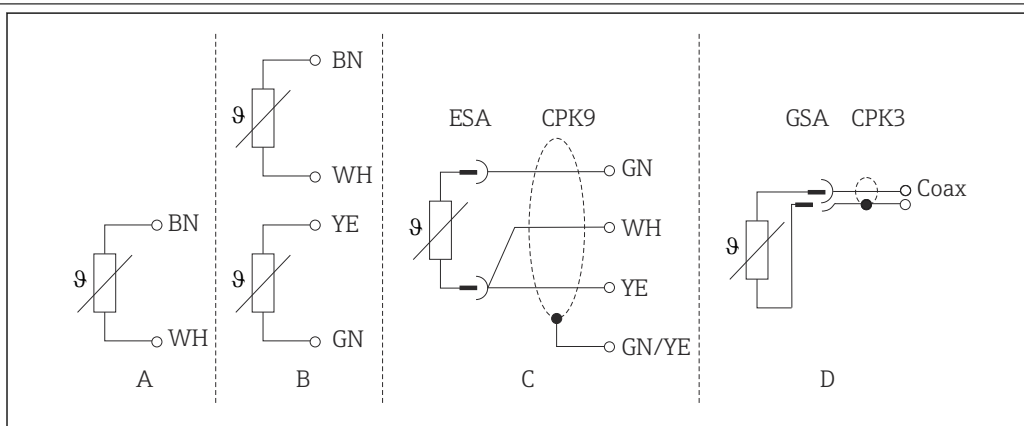 BN
ϑ
WH
A
BN
ϑ
WH
YE
ϑ
GN
B
ESA CPK9
GN
ϑ
WH
YE
GN/YE
C
GSA CPK3
Coax
ϑ
D